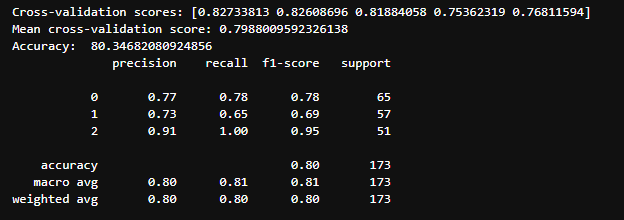 Cross-validation scores: [0.82733813 0.82608696 0.81884058 0.75362319 0.76811594]
Mean cross-validation score: 0.7988009592326138
Accuracy:  80.34682080924856
              precision    recall  f1-score   support

           0       0.77      0.78      0.78        65
           1       0.73      0.65      0.69        57
           2       0.91      1.00      0.95        51

    accuracy                           0.80       173
   macro avg       0.80      0.81      0.81       173
weighted avg       0.80      0.80      0.80       173